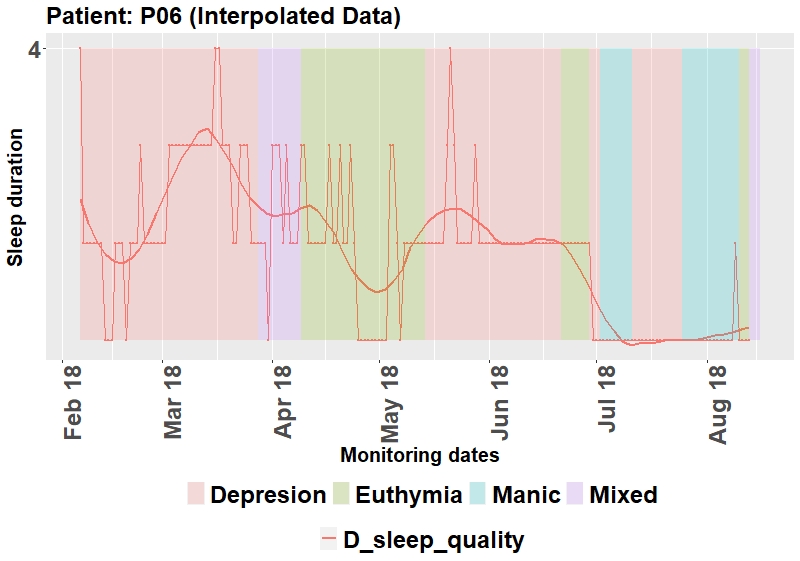 Patient: P06 (Interpolated Data)
4
Sleep duration
Feb 18
Mar 18
Apr 18
May 18
Jun 18
Jul 18
Aug 18
Monitoring dates
Depresion Euthymia Manic Mixed
D_sleep_quality